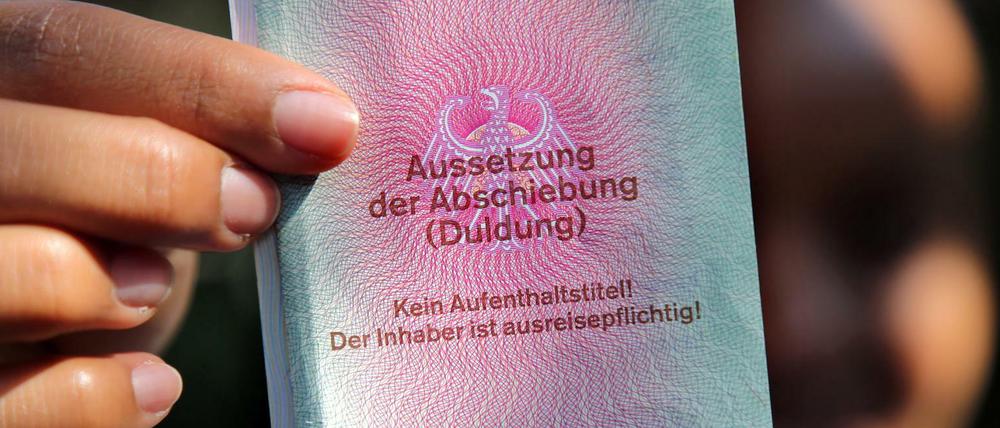 Aussetzung
der Abschiebung
(Duldung)
Kein Aufenthaltstitel!
Der Inhaber ist ausreisepflichtig!